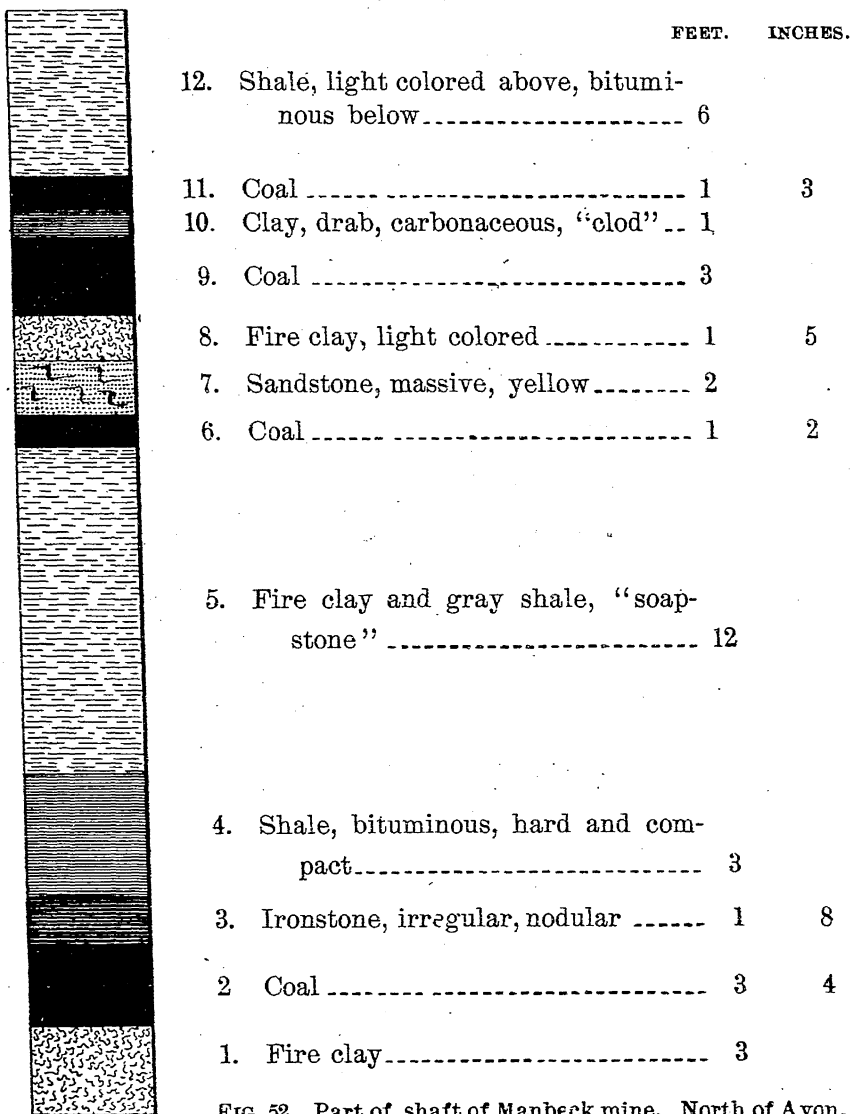 FEET. INCHES.
12. Shale, light colored above, bitumi-
nous below 6
11. Coal 1 3
10. Clay, drab, carbonaceous, "clod" 1
9. Coal 3
8. Fire clay, light colored 1 5
7. Sandstone, massive, yellow 2
6. Coal 1 2
5. Fire clay and gray shale, "soap-
stone" 12
4. Shale, bituminous, hard and com-
pact 3
3. Ironstone, irregular, nodular 1 8
2 Coal 3 4
1. Fire clay 3
FIG. 52. Part of shaft of Manbeck mine. North of Avon.